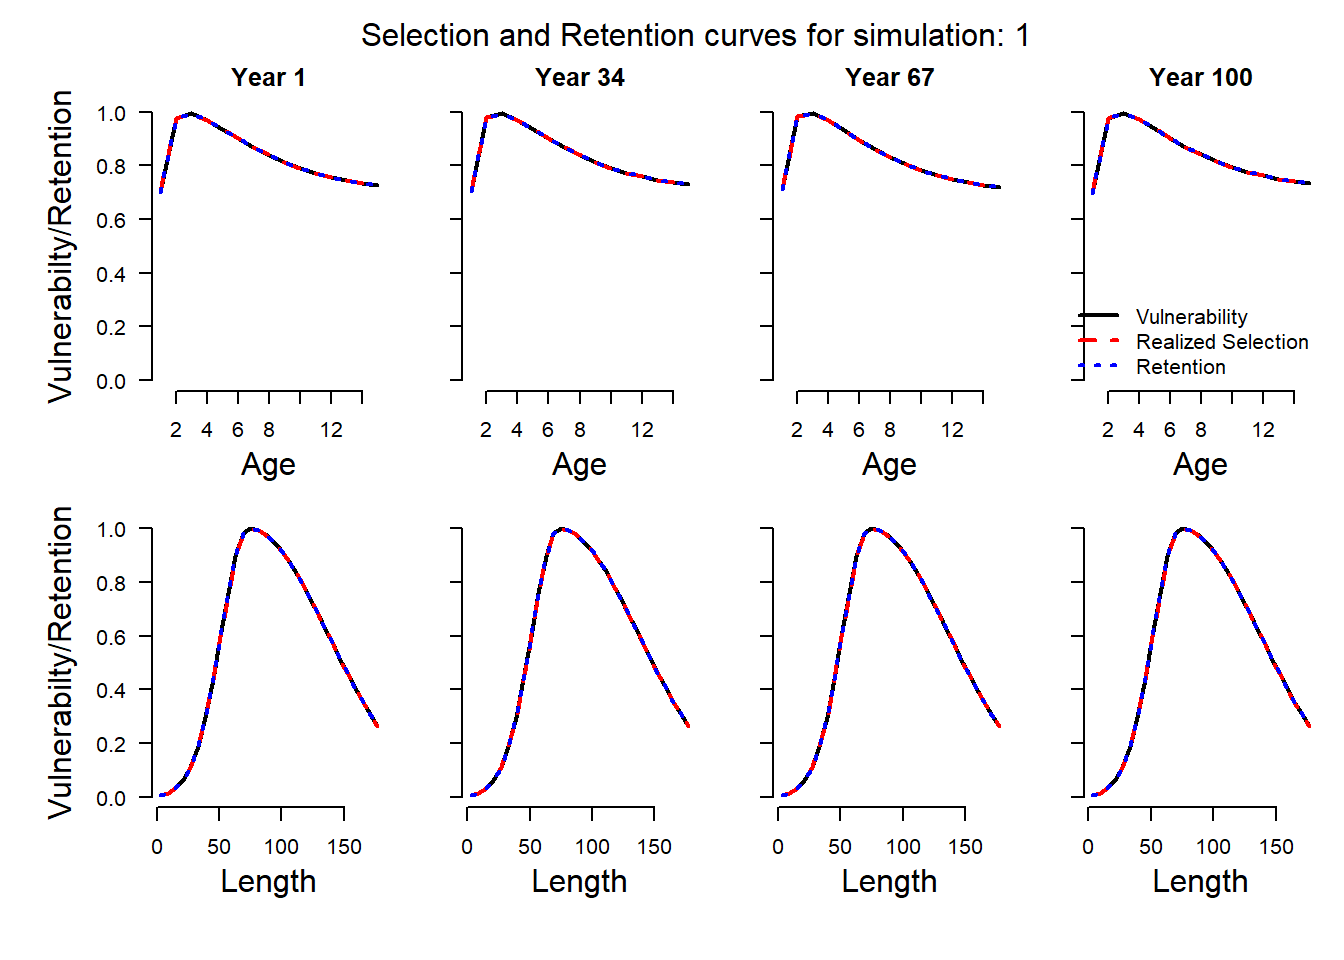 Selection and Retention curves for simulation: 1
Year 1 Year 34 Year 67 Year 100
Vulnerabilty/Retention
1.0
0.8
0.6
0.4
0.2
0.0
Vulnerability
Realized Selection
Retention
2 4 6 8 12 2 4 6 8 12 2 4 6 8 12 2 4 6 8 12
Age Age Age Age
Vulnerabilty/Retention
1.0
0.8
0.6
0.4
0.2
0.0
0 50 100 150 0 50 100 150 0 50 100 150 0 50 100 150
Length Length Length Length